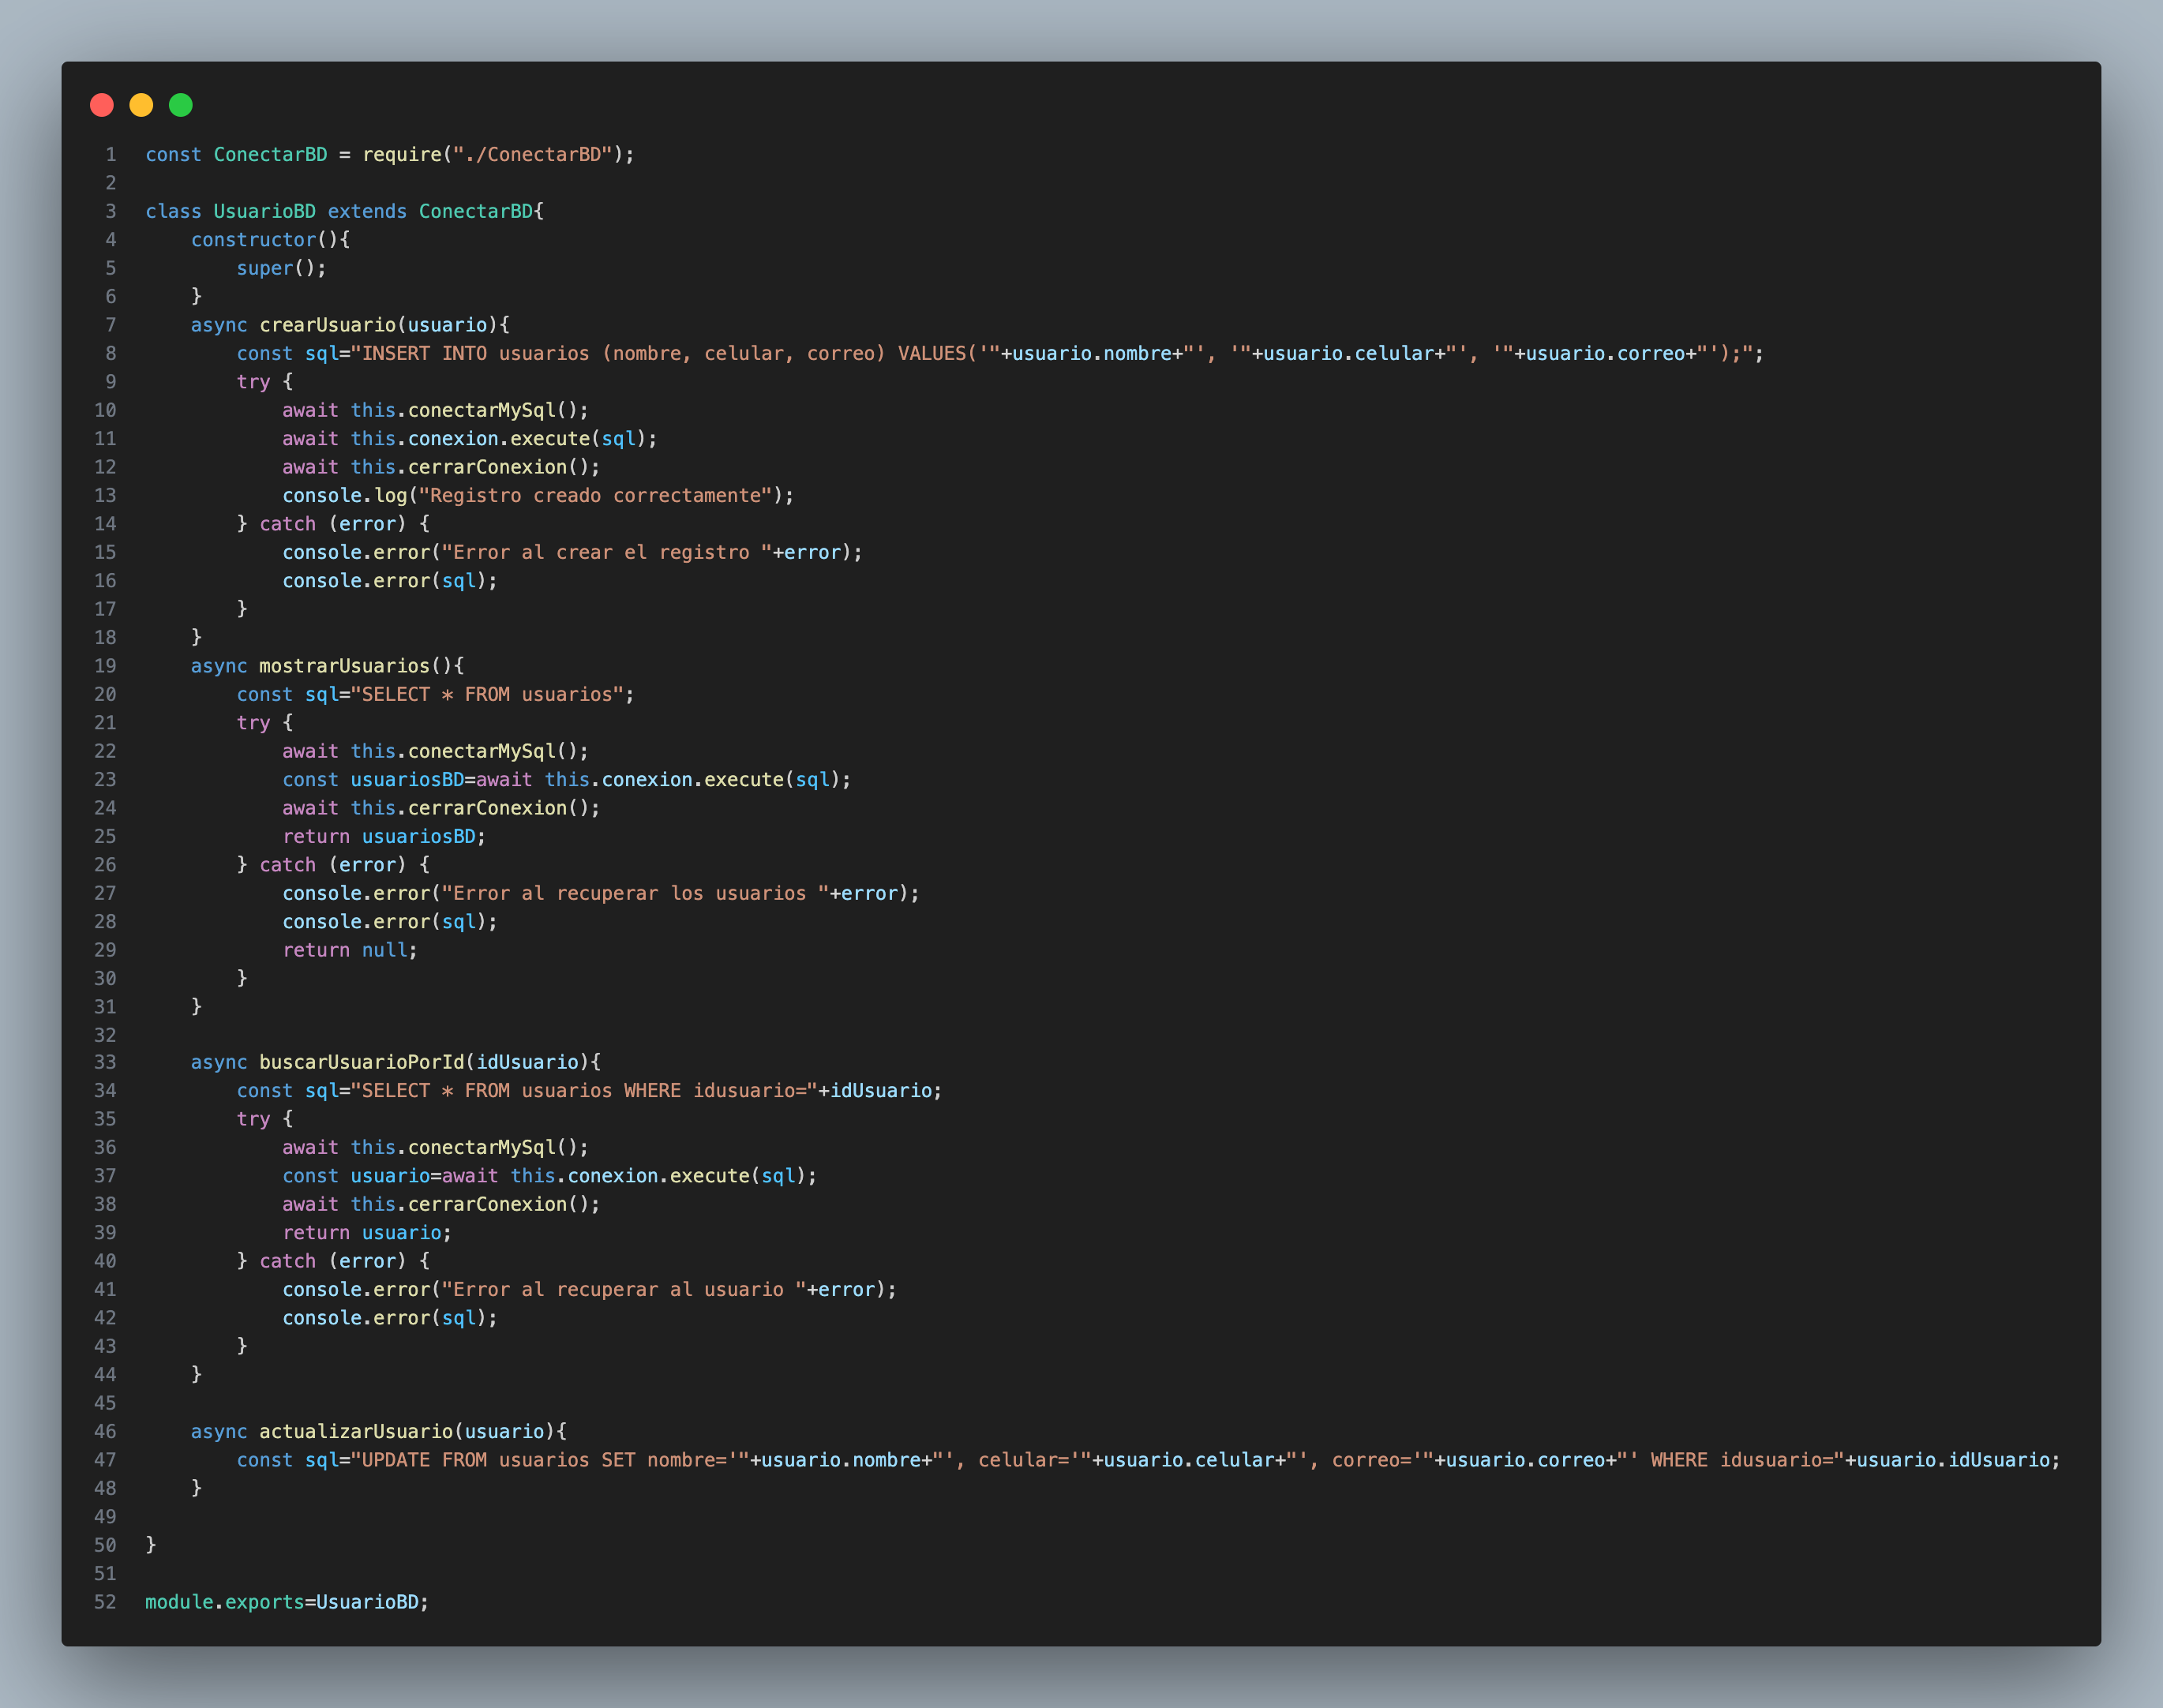 1 const ConectarBD = require("./ConectarBD");
2
3 class UsuarioBD extends ConectarBD{
4     constructor(){
5         super();
6     }
7     async crearUsuario(usuario){
8         const sql="INSERT INTO usuarios (nombre, celular, correo) VALUES('"+usuario.nombre+"', '"+usuario.celular+"', '"+usuario.correo+"');";
9         try {
10             await this.conectarMySql();
11             await this.conexion.execute(sql);
12             await this.cerrarConexion();
13             console.log("Registro creado correctamente");
14         } catch (error) {
15             console.error("Error al crear el registro "+error);
16             console.error(sql);
17         }
18     }
19     async mostrarUsuarios(){
20         const sql="SELECT * FROM usuarios";
21         try {
22             await this.conectarMySql();
23             const usuariosBD=await this.conexion.execute(sql);
24             await this.cerrarConexion();
25             return usuariosBD;
26         } catch (error) {
27             console.error("Error al recuperar los usuarios "+error);
28             console.error(sql);
29             return null;
30         }
31     }
32
33     async buscarUsuarioPorId(idUsuario){
34         const sql="SELECT * FROM usuarios WHERE idusuario="+idUsuario;
35         try {
36             await this.conectarMySql();
37             const usuario=await this.conexion.execute(sql);
38             await this.cerrarConexion();
39             return usuario;
40         } catch (error) {
41             console.error("Error al recuperar al usuario "+error);
42             console.error(sql);
43         }
44     }
45
46     async actualizarUsuario(usuario){
47         const sql="UPDATE FROM usuarios SET nombre='"+usuario.nombre+"', celular='"+usuario.celular+"', correo='"+usuario.correo+"' WHERE idusuario="+usuario.idUsuario;
48     }
49
50 }
51
52 module.exports=UsuarioBD;